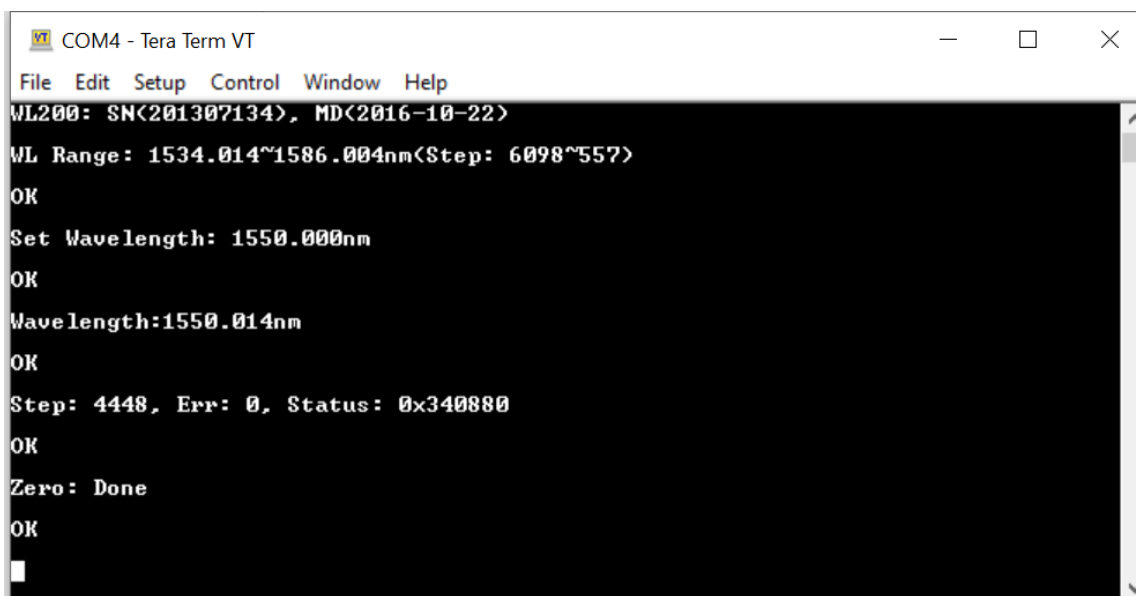 COM4 - Tera Term VT
File Edit Setup Control Window Help
WL200: SN(201307134), MD(2016-10-22)
WL Range: 1534.014~1586.004nm(Step: 6098~557)
OK
Set Wavelength: 1550.000nm
OK
Wavelength:1550.014nm
OK
Step: 4448, Err: 0, Status: 0x340880
OK
Zero: Done
OK